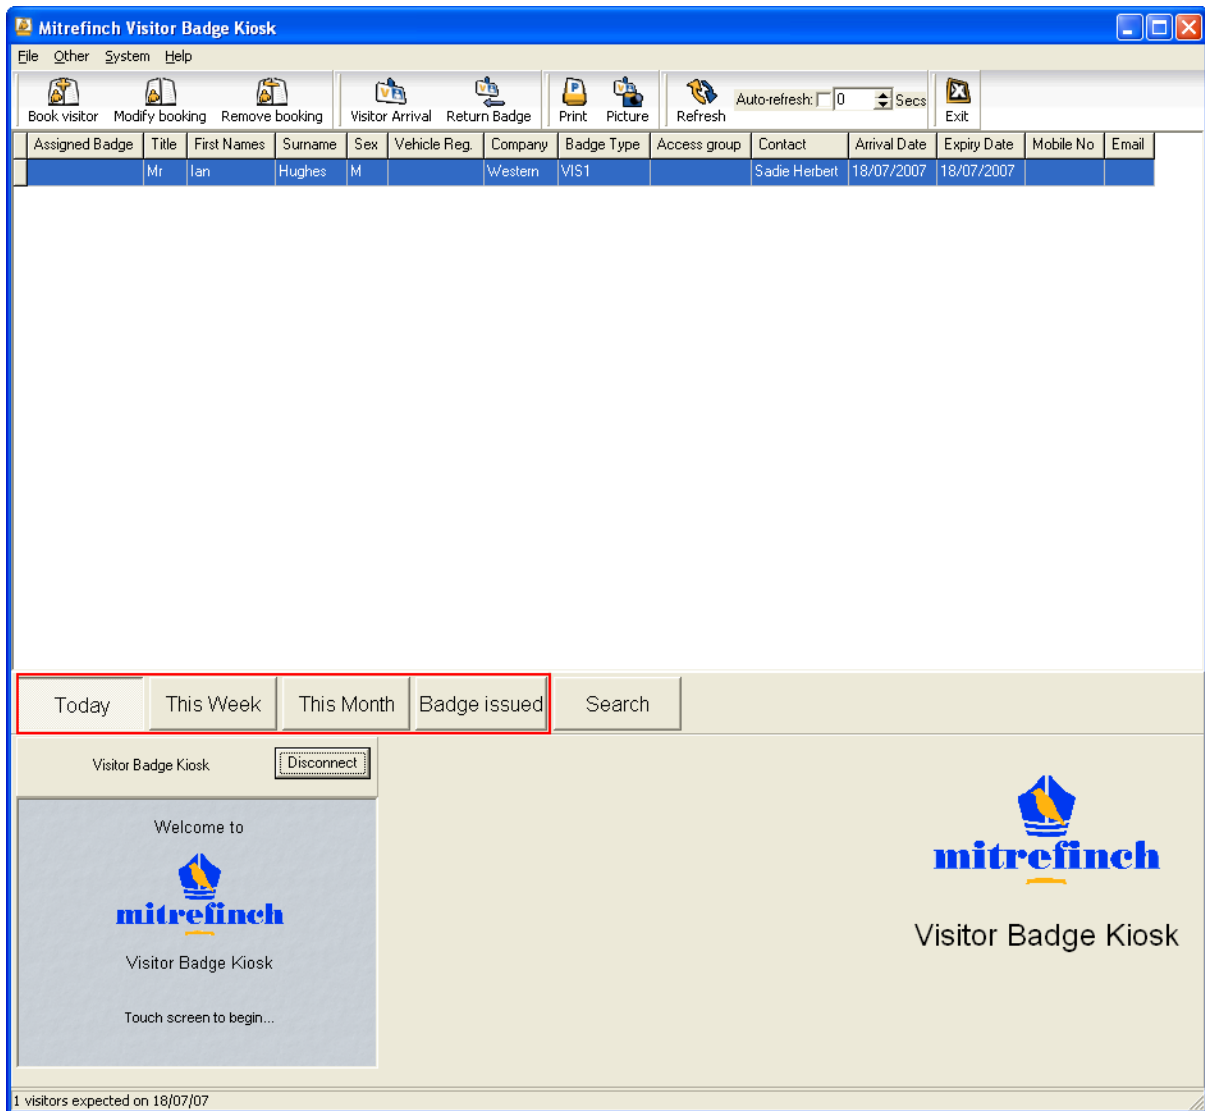 Mitrefinch Visitor Badge Kiosk
File Other System Help
Book visitor Modify booking Remove booking Visitor Arrival Return Badge Print Picture Refresh Auto-refresh: 0 Secs Exit
Assigned Badge Title First Names Surname Sex Vehicle Reg. Company Badge Type Access group Contact Arrival Date Expiry Date Mobile No Email
Mr Ian Hughes M Western VIS1 Sadie Herbert 18/07/2007 18/07/2007
Today This Week This Month Badge issued Search
Visitor Badge Kiosk Disconnect
Welcome to
mitrefinch
Visitor Badge Kiosk
Touch screen to begin...
mitrefinch
Visitor Badge Kiosk
1 visitors expected on 18/07/07